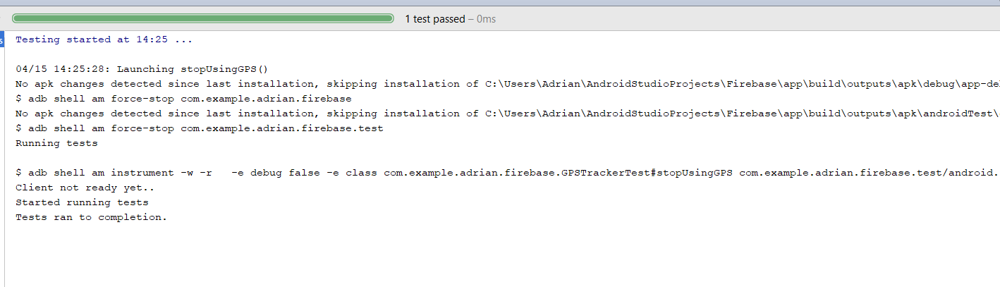 1 test passed – 0ms
Testing started at 14:25 ...
04/15 14:25:28: Launching stopUsingGPS()
No apk changes detected since last installation, skipping installation of C:\Users\Adrian\AndroidStudioProjects\Firebase\app\build\outputs\apk\debug\app-de
$ adb shell am force-stop com.example.adrian.firebase
No apk changes detected since last installation, skipping installation of C:\Users\Adrian\AndroidStudioProjects\Firebase\app\build\outputs\apk\androidTest\
$ adb shell am force-stop com.example.adrian.firebase.test
Running tests
$ adb shell am instrument -w -r   -e debug false -e class com.example.adrian.firebase.GPSTrackerTest#stopUsingGPS com.example.adrian.firebase.test/android.
Client not ready yet..
Started running tests
Tests ran to completion.